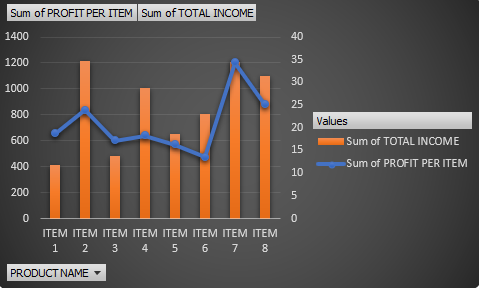 Sum of PROFIT PER ITEM Sum of TOTAL INCOME
1400
1200
1000
800
600
400
200
0
40
35
30
25
20
15
10
5
0
ITEM 1
ITEM 2
ITEM 3
ITEM 4
ITEM 5
ITEM 6
ITEM 7
ITEM 8
Values
Sum of TOTAL INCOME
Sum of PROFIT PER ITEM
PRODUCT NAME